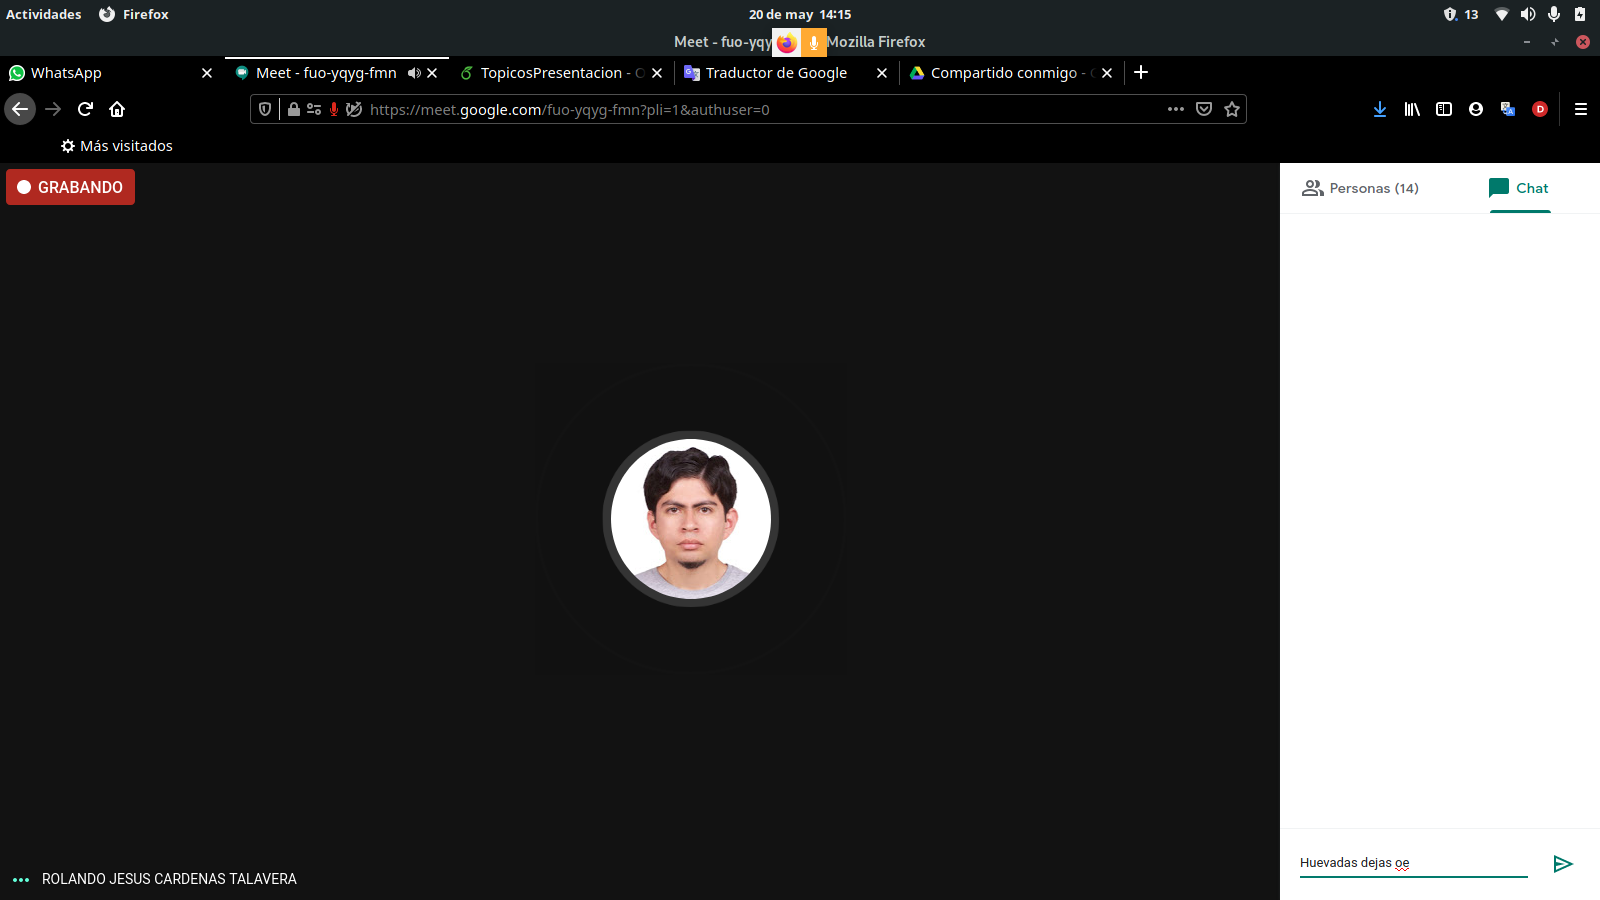 Actividades Firefox 20 de may 14:15 13
Meet - fuo-yqy Mozilla Firefox
WhatsApp Meet - fuo-yqyg-fmn TopicosPresentacion - Traductor de Google Compartido conmigo -
https://meet.google.com/fuo-yqyg-fmn?pli=1&authuser=0 D
Más visitados
GRABANDO
Personas (14) Chat
Huevadas dejas oe
ROLANDO JESUS CARDENAS TALAVERA